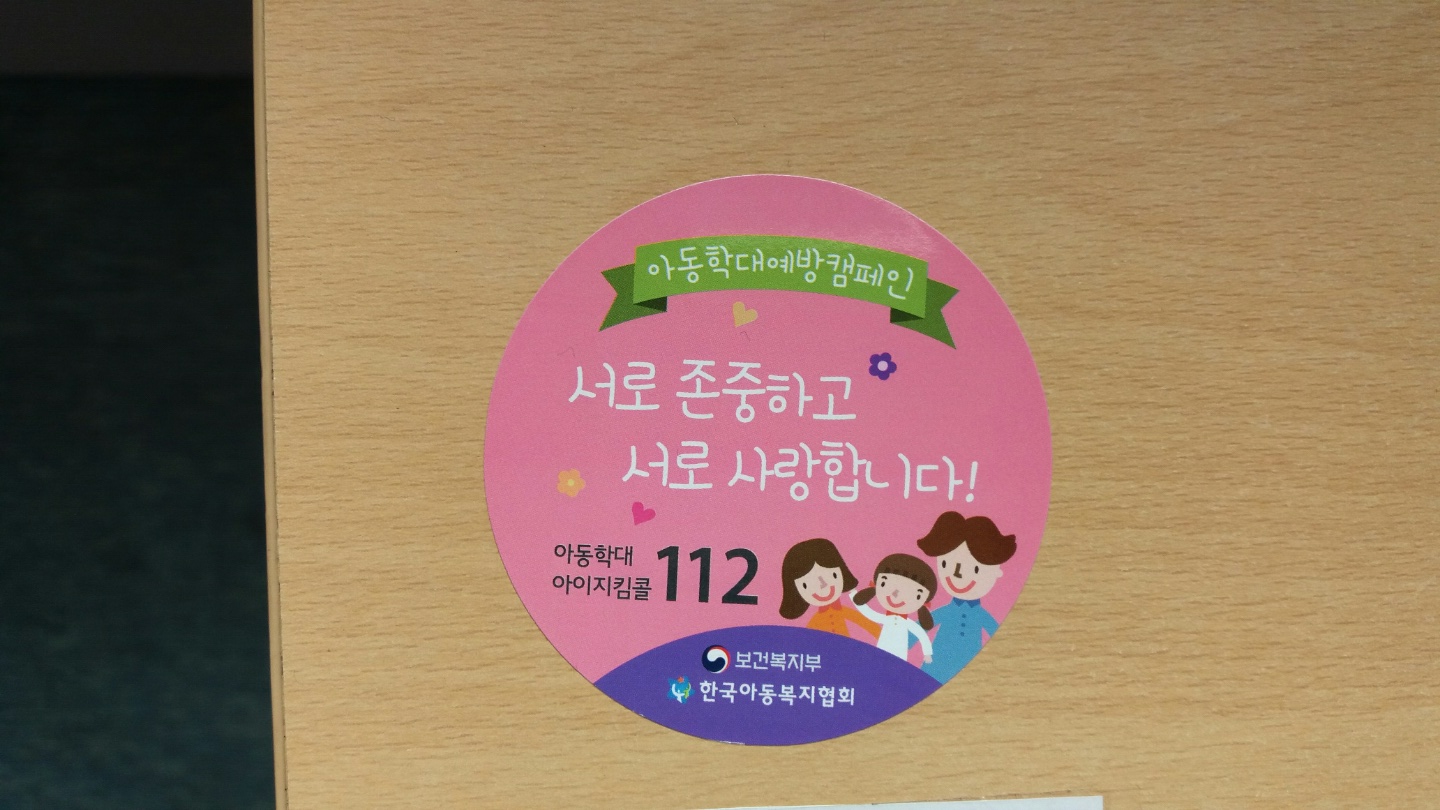 아동학대예방캠페인
서로 존중하고
서로 사랑합니다!
아동학대
아이지킴콜 112
보건복지부
한국아동복지협회